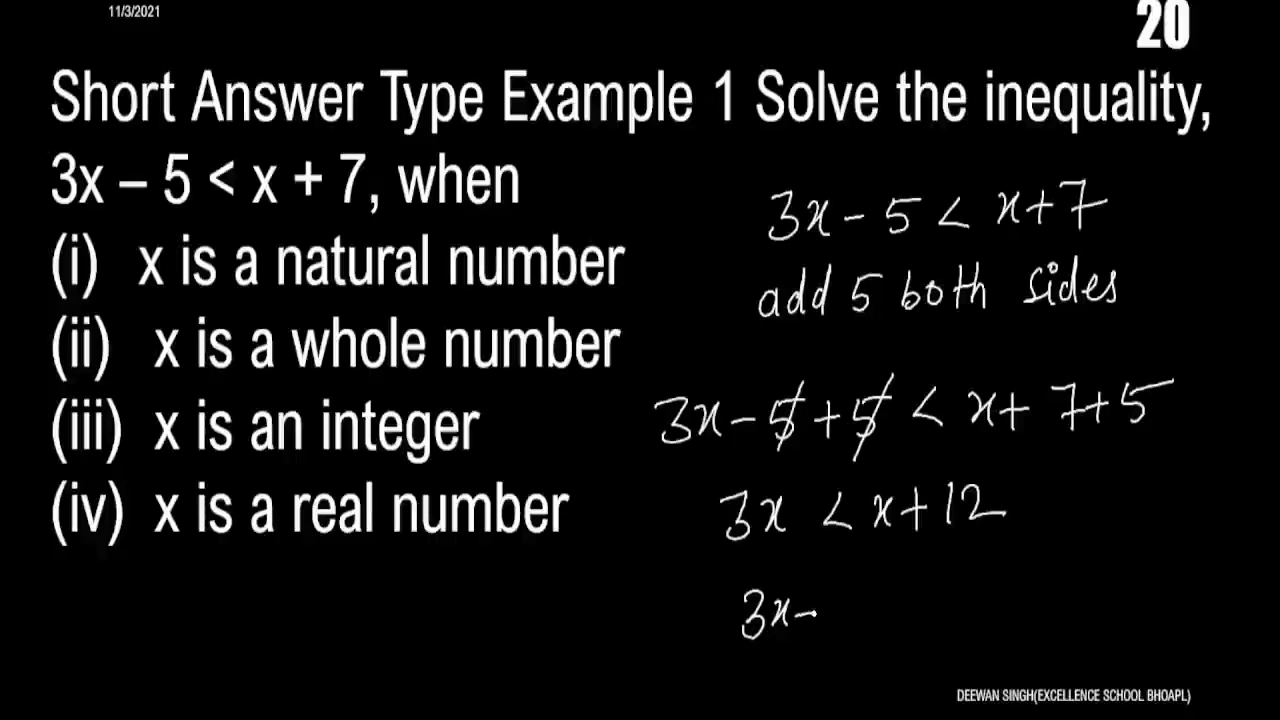 11/3/2021
20
Short Answer Type Example 1 Solve the inequality,
3x – 5 < x + 7, when
(i) x is a natural number
(ii) x is a whole number
(iii) x is an integer
(iv) x is a real number
3x - 5 < x + 7
add 5 both sides
3x - 5 + 5 < x + 7 + 5
3x < x + 12
3x -
DEEWAN SINGH(EXCELLENCE SCHOOL BHOAPL)